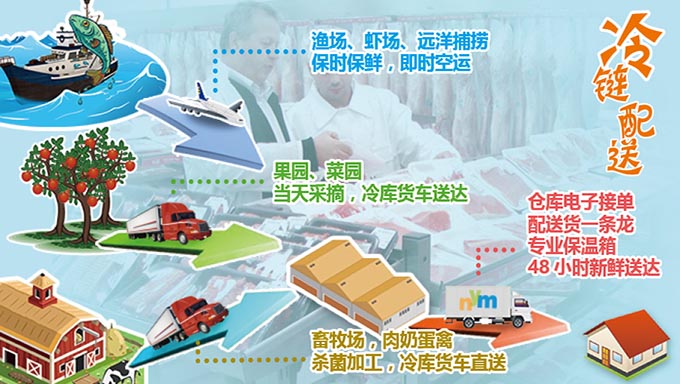 渔场、虾场、远洋捕捞
保时保鲜，即时空运
冷链配送
果园、菜园
当天采摘，冷库货车送达
仓库电子接单
配送货一条龙
专业保温箱
48小时新鲜送达
nym
畜牧场，肉奶蛋禽
杀菌加工，冷库货车直送